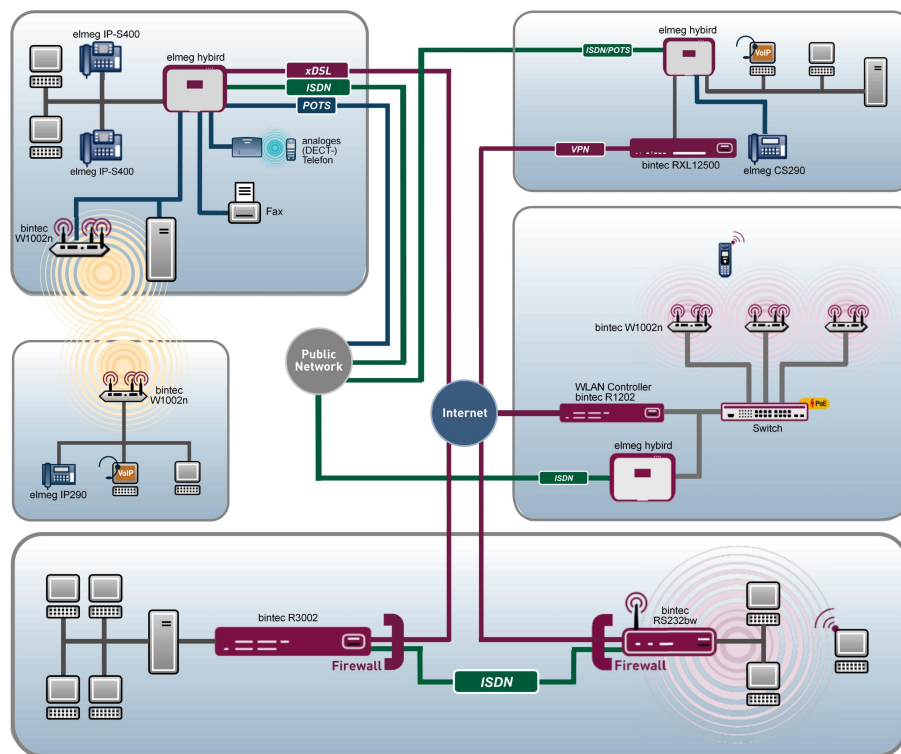 elmeg IP-S400
elmeg hybird
xDSL
ISDN
POTS
elmeg IP-S400
analoges
(DECT-)
Telefon
Fax
bintec
W1002n
ISDN/POTS
elmeg hybird
VoIP
VPN
bintec RXL12500
elmeg CS290
bintec W1002n
Public
Network
Internet
WLAN Controller
bintec R1202
PoE
Switch
elmeg hybird
ISDN
bintec
W1002n
VoIP
elmeg IP290
bintec R3002
Firewall
ISDN
bintec
RS232bw
Firewall